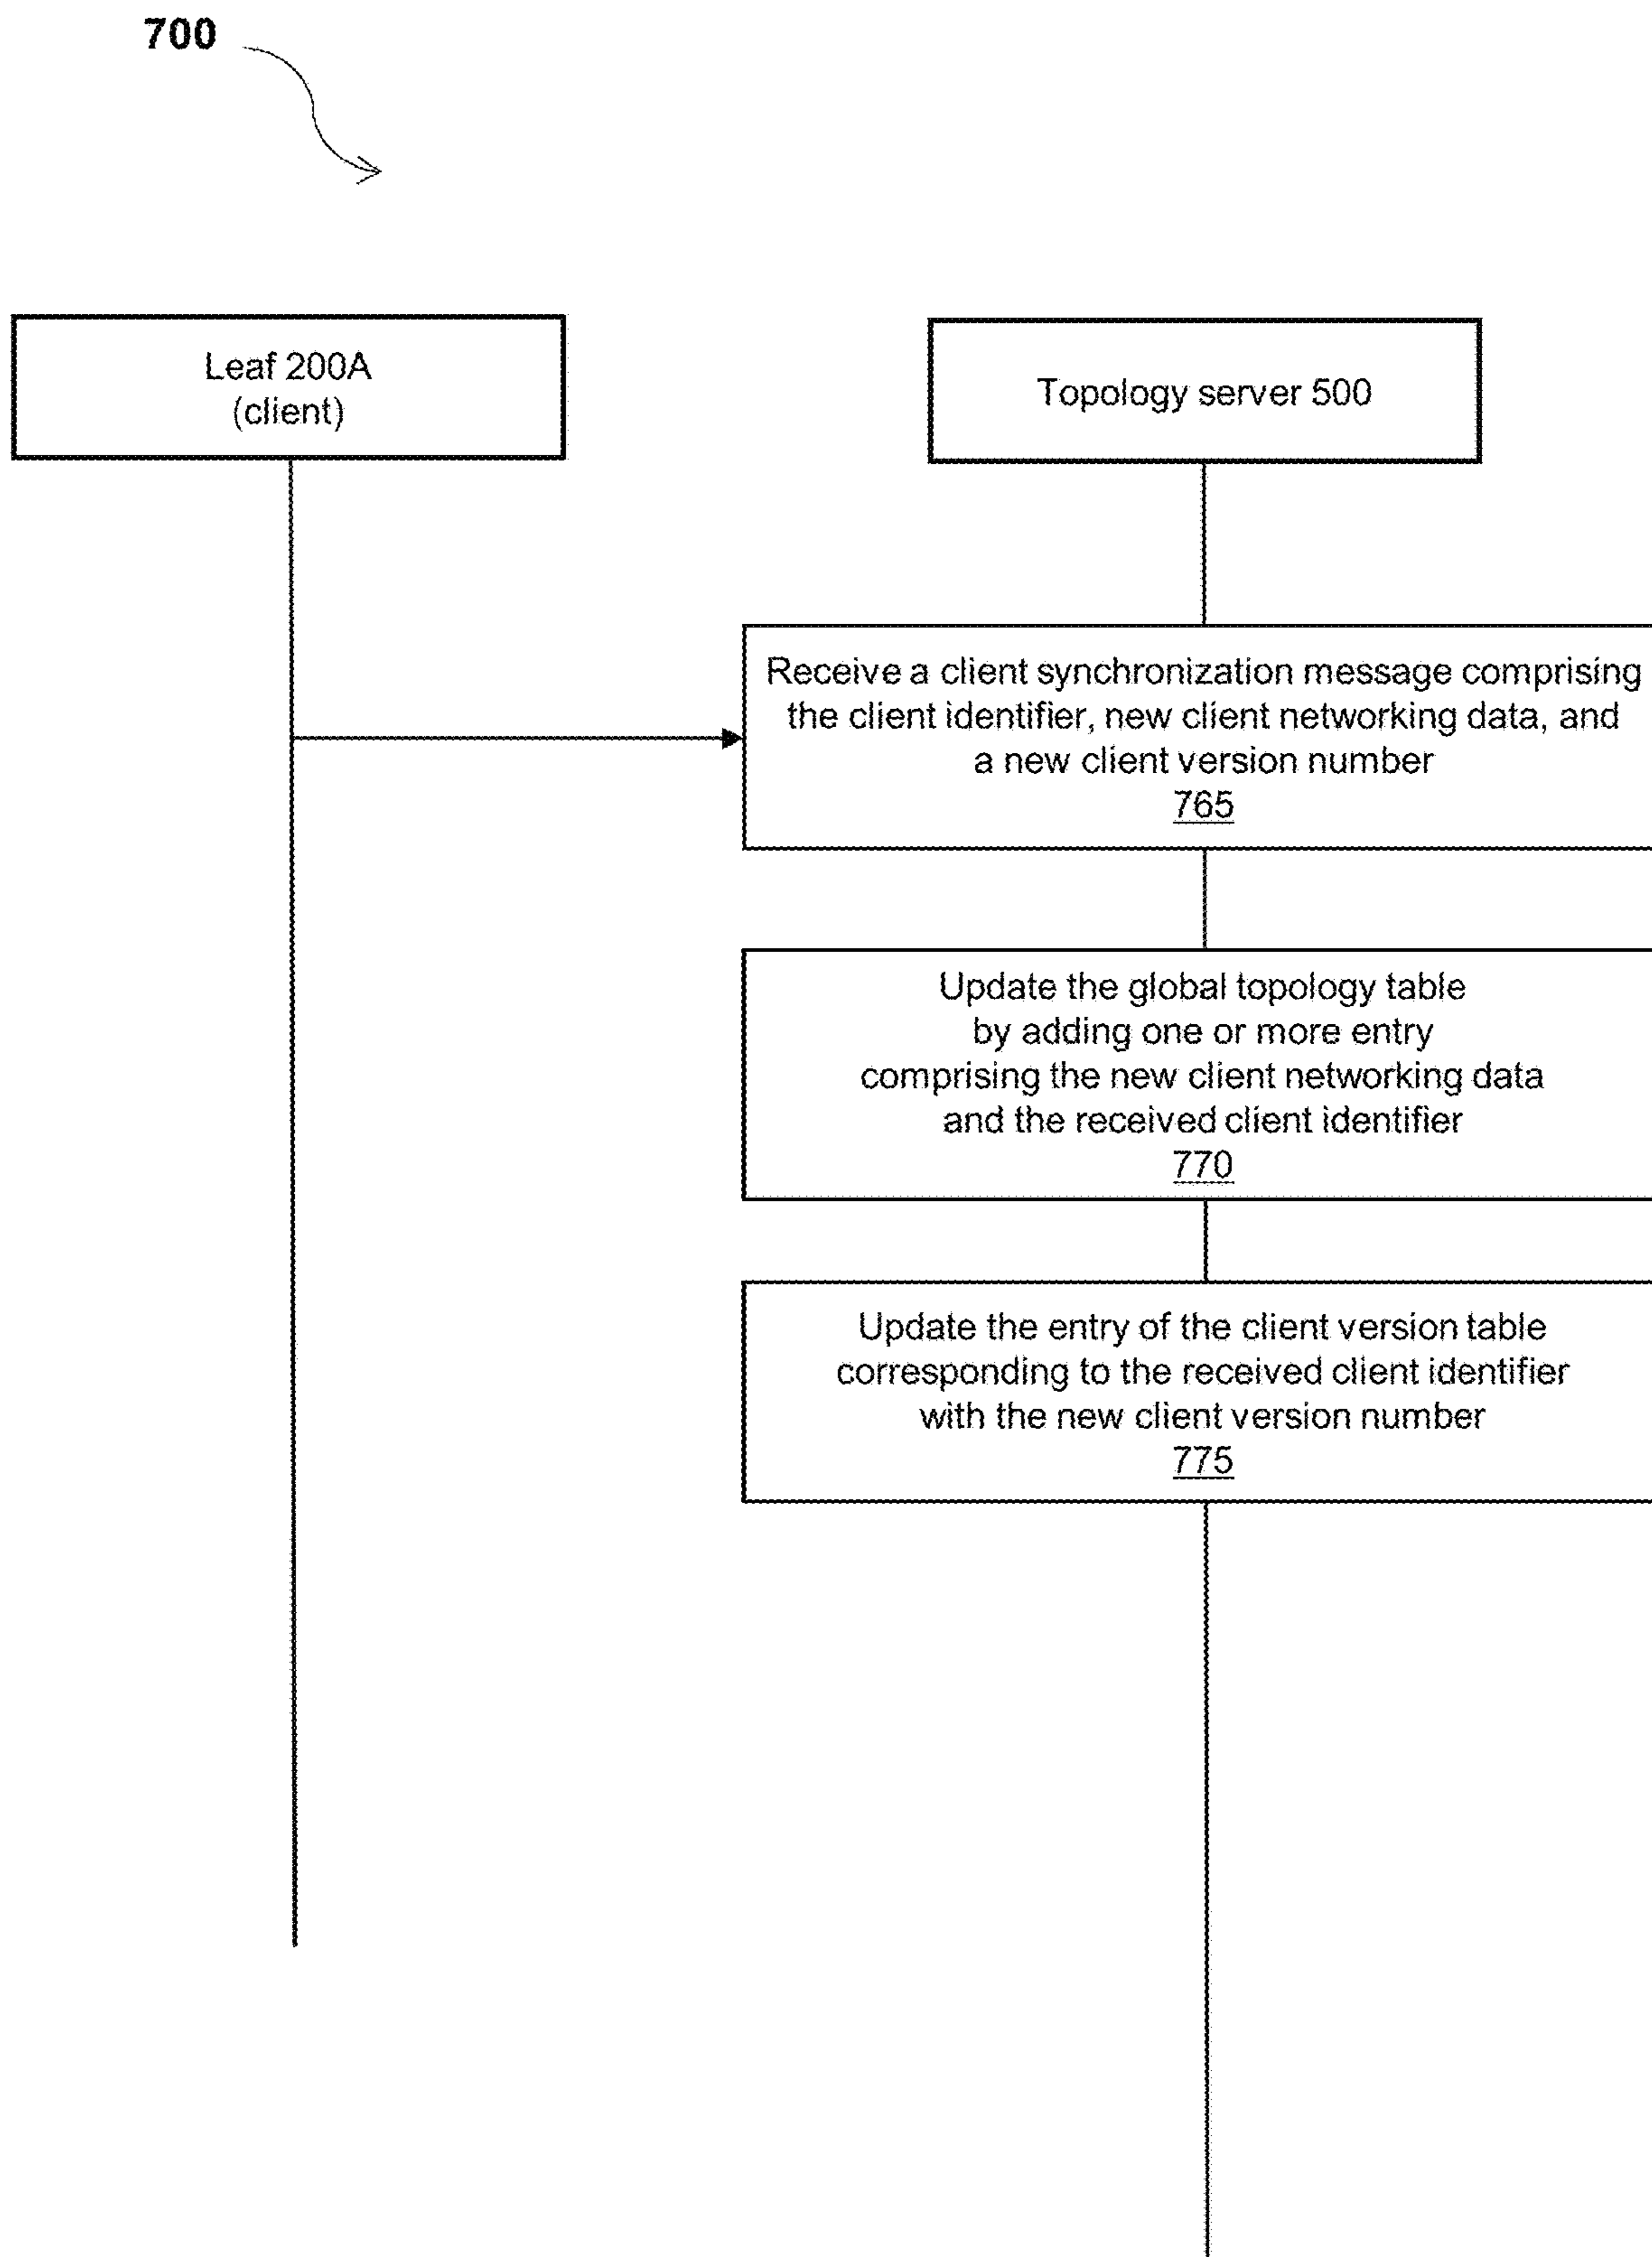 700
Leaf 200A
(client)
Topology server 500
Receive a client synchronization message comprising
the client identifier, new client networking data, and
a new client version number
765
Update the global topology table
by adding one or more entry
comprising the new client networking data
and the received client identifier
770
Update the entry of the client version table
corresponding to the received client identifier
with the new client version number
775